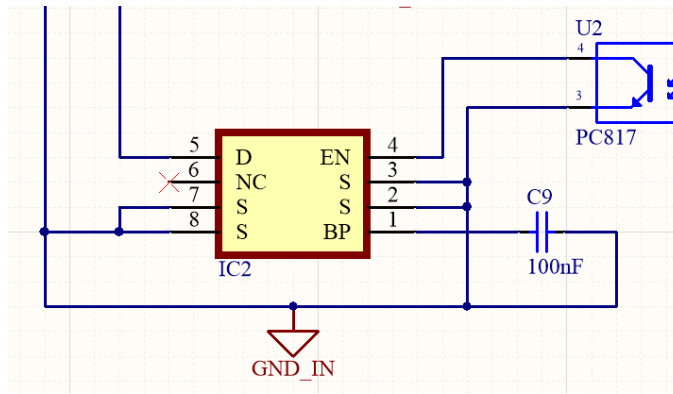 U2
4
3
PC817
5 D EN 4
6 NC S 3
7 S S 2
8 S BP 1
IC2
C9
100nF
GND_IN